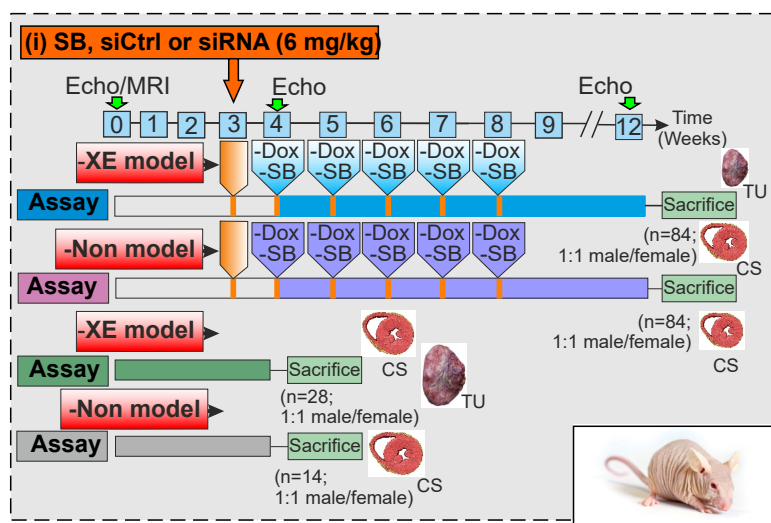 (i) SB, siCtrl or siRNA (6 mg/kg)
Echo/MRI
Echo
Echo
0 1 2 3 4 5 6 7 8 9 // 12
Time
(Weeks)
-XE model
-Dox
-SB
-Dox
-SB
-Dox
-SB
-Dox
-SB
-Dox
-SB
TU
Assay
Sacrifice
(n=84;
1:1 male/female)
CS
-Non model
-Dox
-SB
-Dox
-SB
-Dox
-SB
-Dox
-SB
-Dox
-SB
Assay
Sacrifice
(n=84;
1:1 male/female)
CS
-XE model
CS
Assay
Sacrifice
TU
(n=28;
1:1 male/female)
-Non model
Assay
Sacrifice
CS
(n=14;
1:1 male/female)